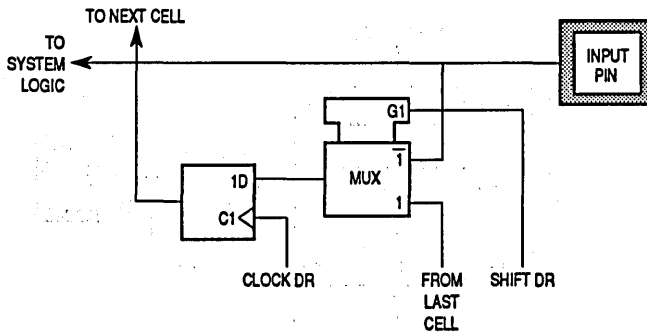 TO NEXT CELL
TO
SYSTEM
LOGIC
INPUT
PIN
G1
1
MUX
1
1D
C1
CLOCK DR
FROM
LAST
CELL
SHIFT DR